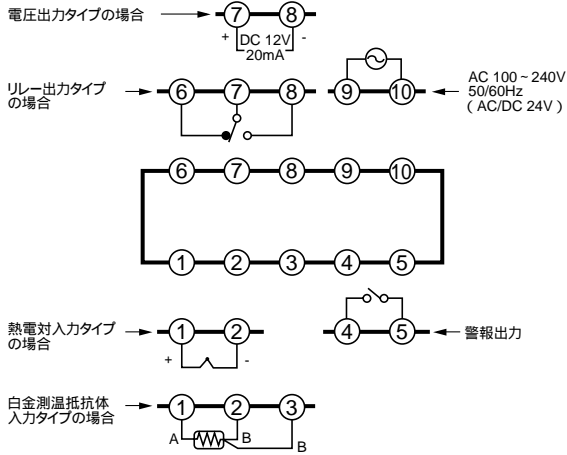 電圧出力タイプの場合
7 8
+ DC 12V -
20mA
リレー出力タイプ
の場合
6 7 8 9 10
AC 100~240V
50/60Hz
(AC/DC 24V)
6 7 8 9 10
1 2 3 4 5
熱電対入力タイプ
の場合
1 2
+ -
4 5
警報出力
白金測温抵抗体
入力タイプの場合
1 2 3
A B B